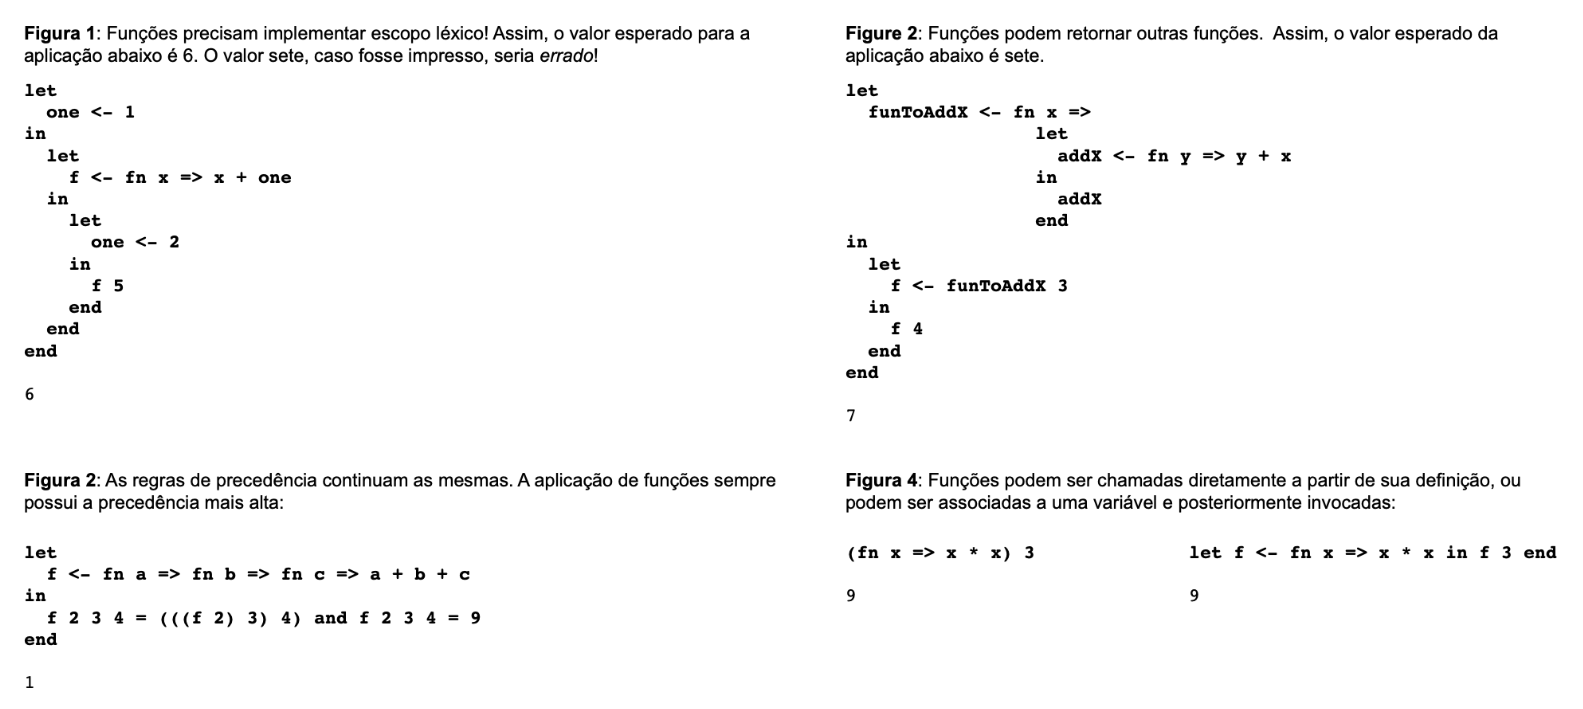 Figura 1: Funções precisam implementar escopo léxico! Assim, o valor esperado para a
aplicação abaixo é 6. O valor sete, caso fosse impresso, seria errado!
let
  one <- 1
in
  let
    f <- fn x => x + one
  in
    let
      one <- 2
    in
      f 5
    end
  end
end
6
Figure 2: Funções podem retornar outras funções. Assim, o valor esperado da
aplicação abaixo é sete.
let
  funToAddX <- fn x =>
                 let
                   addX <- fn y => y + x
                 in
                   addX
                 end
in
  let
    f <- funToAddX 3
  in
    f 4
  end
end
7
Figura 2: As regras de precedência continuam as mesmas. A aplicação de funções sempre
possui a precedência mais alta:
let
  f <- fn a => fn b => fn c => a + b + c
in
  f 2 3 4 = (((f 2) 3) 4) and f 2 3 4 = 9
end
1
Figura 4: Funções podem ser chamadas diretamente a partir de sua definição, ou
podem ser associadas a uma variável e posteriormente invocadas:
(fn x => x * x) 3
9
let f <- fn x => x * x in f 3 end
9